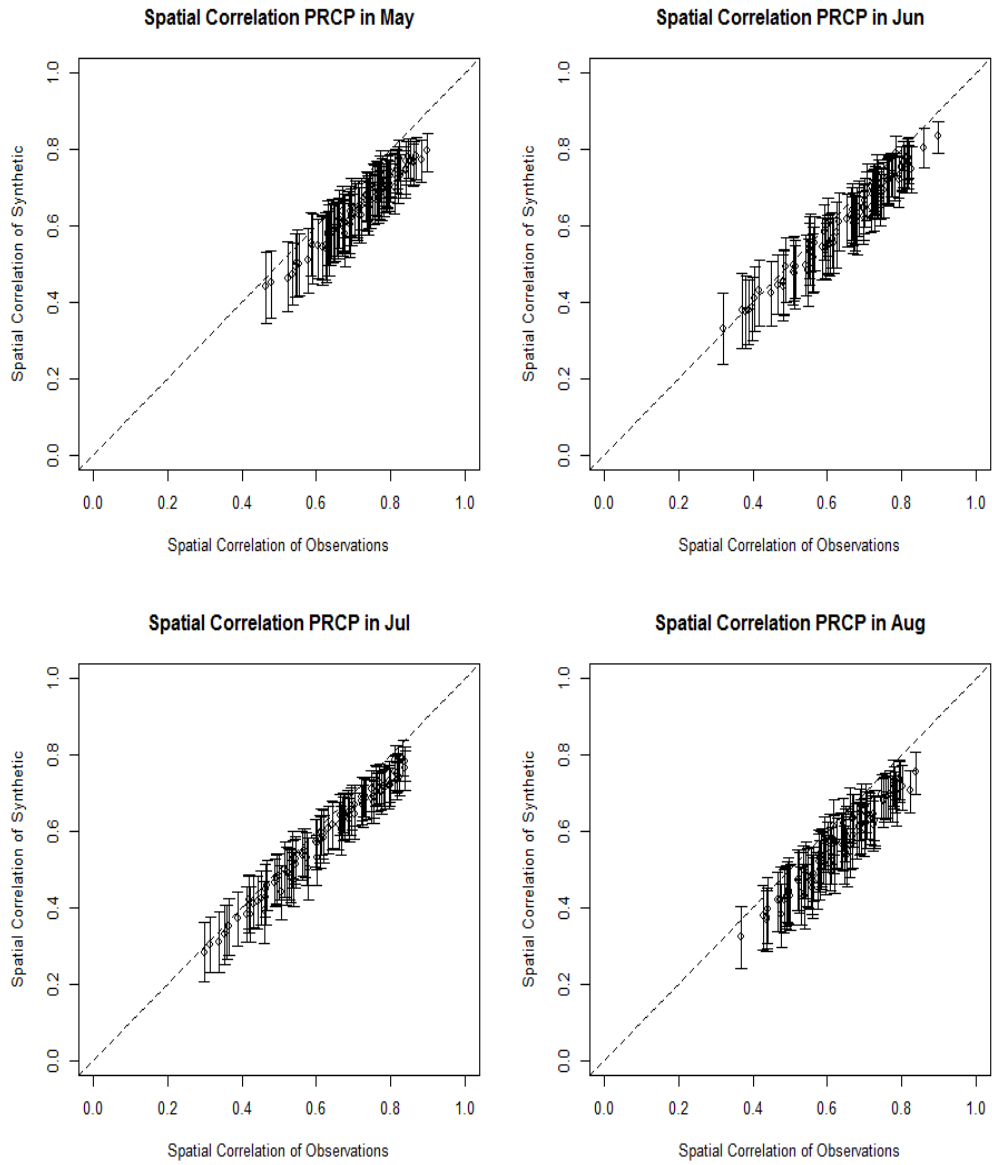 Spatial Correlation PRCP in May
Spatial Correlation of Synthetic
1.0
0.8
0.6
0.4
0.2
0.0
0.0 0.2 0.4 0.6 0.8 1.0
Spatial Correlation of Observations
Spatial Correlation PRCP in Jun
Spatial Correlation of Synthetic
1.0
0.8
0.6
0.4
0.2
0.0
0.0 0.2 0.4 0.6 0.8 1.0
Spatial Correlation of Observations
Spatial Correlation PRCP in Jul
Spatial Correlation of Synthetic
1.0
0.8
0.6
0.4
0.2
0.0
0.0 0.2 0.4 0.6 0.8 1.0
Spatial Correlation of Observations
Spatial Correlation PRCP in Aug
Spatial Correlation of Synthetic
1.0
0.8
0.6
0.4
0.2
0.0
0.0 0.2 0.4 0.6 0.8 1.0
Spatial Correlation of Observations